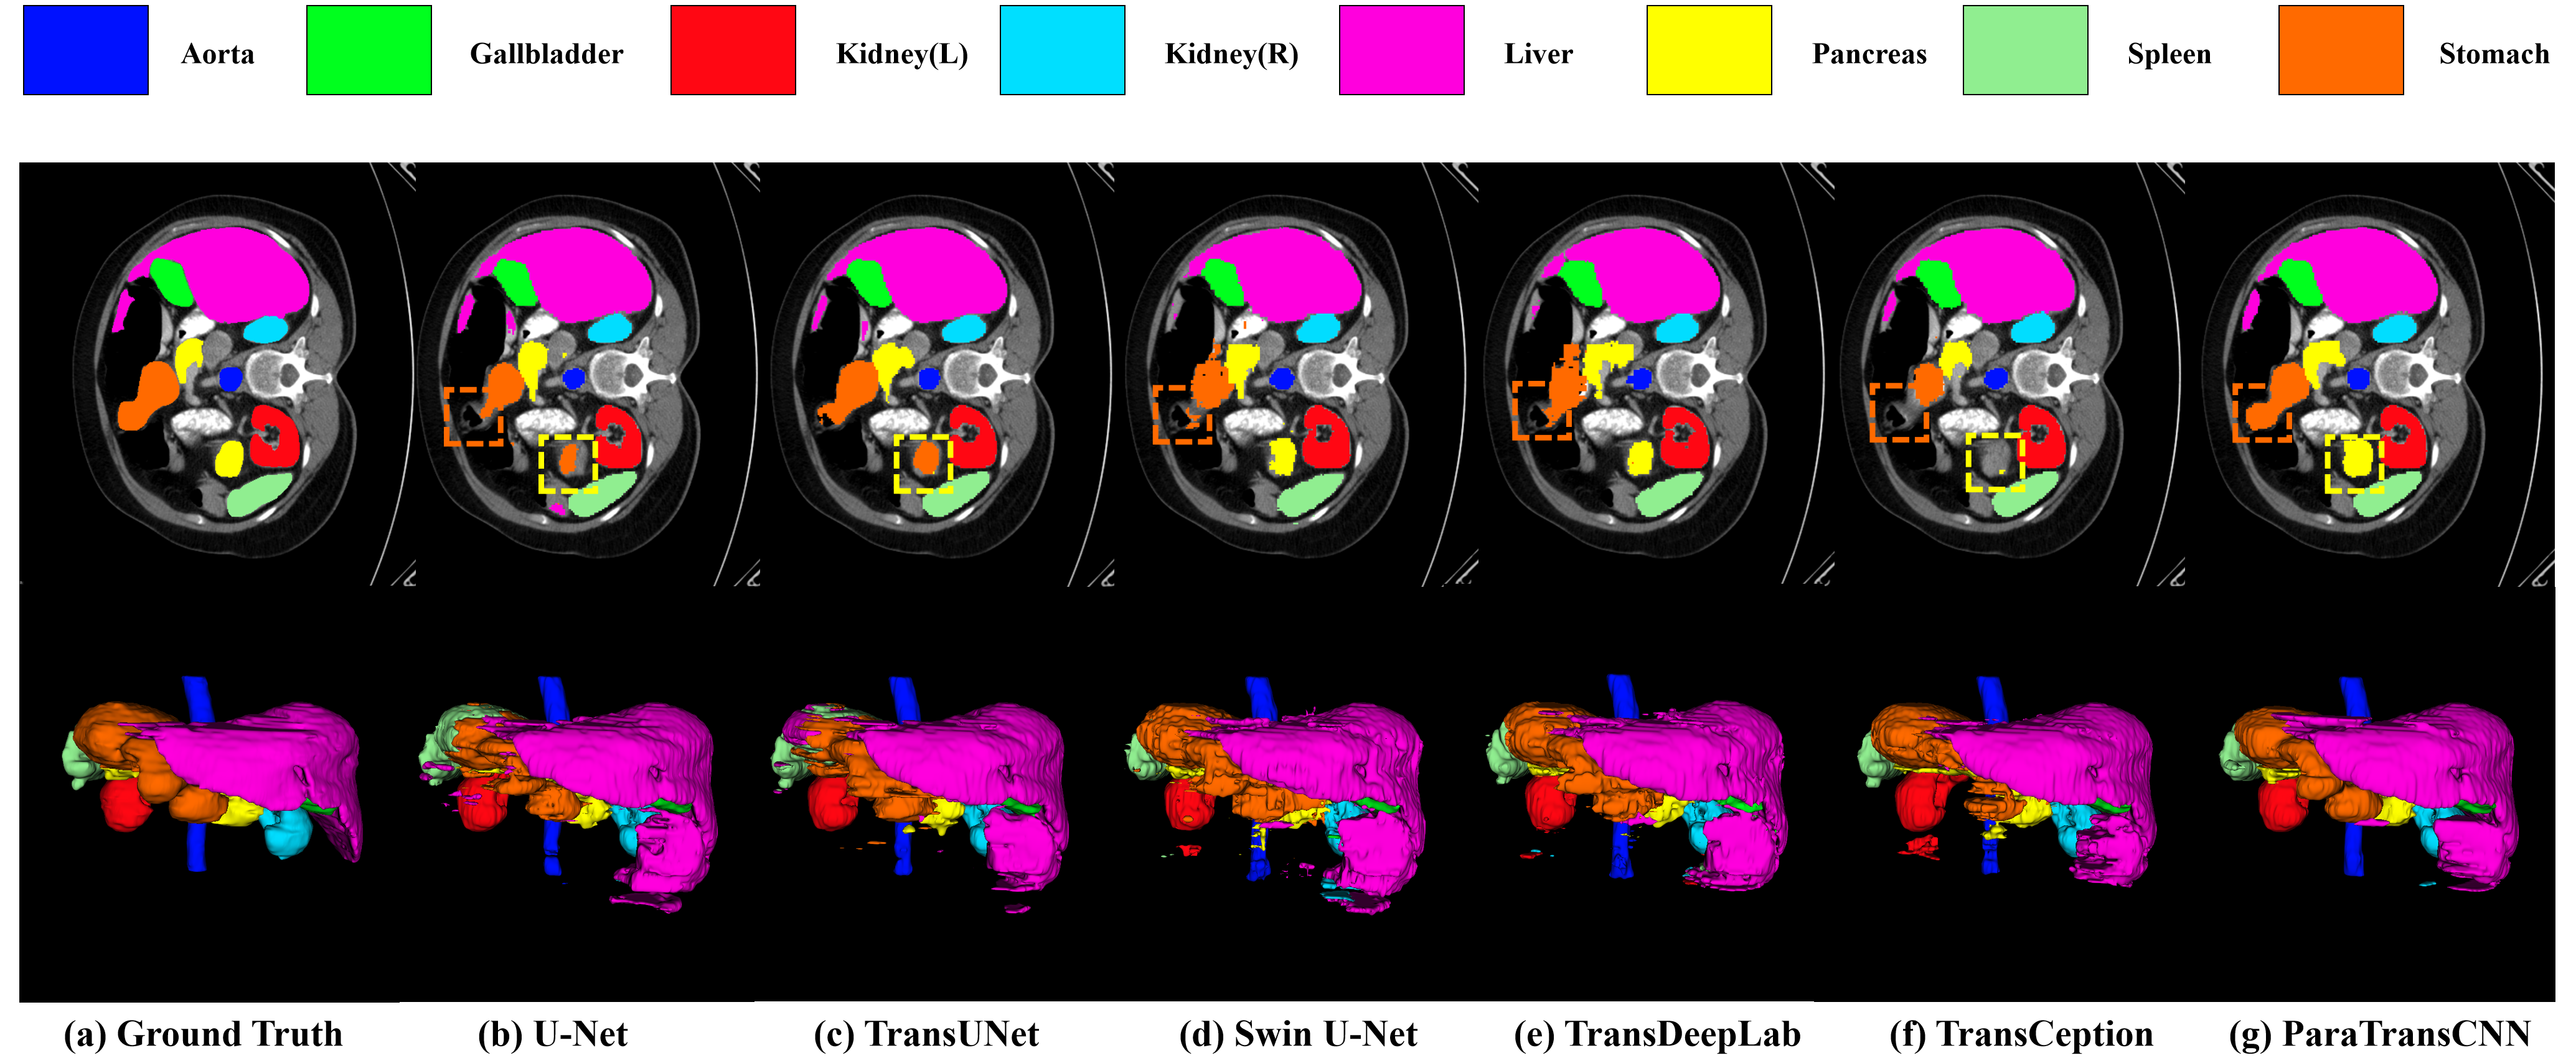 Aorta Gallbladder Kidney(L) Kidney(R) Liver Pancreas Spleen Stomach
(a) Ground Truth (b) U-Net (c) TransUNet (d) Swin U-Net (e) TransDeepLab (f) TransCeption (g) ParaTransCNN